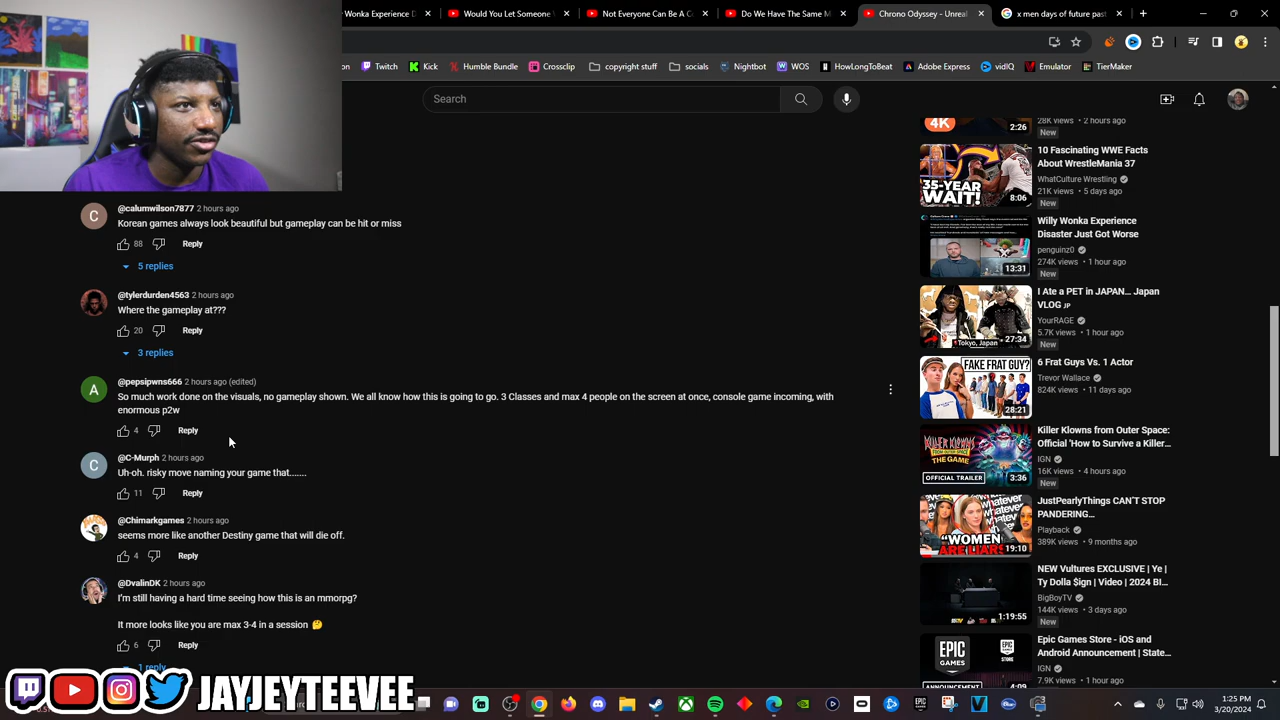 Wonka Experience D
Would You Let Someone
Not Everyone Can Be A C
Do We Have The Same M
Chrono Odyssey - Unreal
x men days of future past
Twitch
Kick
Humble Bundle
Crossclip
copyright stuff
socials
Nightbot
WOS
HowLongToBeat
Adobe Express
vidIQ
Emulator
TierMaker
Search
4K
2:26
28K views • 2 hours ago
New
35-YEAR
WAIT!
8:06
10 Fascinating WWE Facts
About WrestleMania 37
WhatCulture Wrestling
21K views • 5 days ago
New
13:31
Willy Wonka Experience
Disaster Just Got Worse
penguinz0
274K views • 1 hour ago
New
Tokyo, Japan
27:34
I Ate a PET in JAPAN... Japan
VLOG JP
YourRAGE
5.7K views • 1 hour ago
New
FAKE FRAT GUY?
28:21
6 Frat Guys Vs. 1 Actor
Trevor Wallace
824K views • 11 days ago
KILLER KLOWNS
FROM OUTER SPACE
THE GAME
OFFICIAL TRAILER
3:36
Killer Klowns from Outer Space:
Official 'How to Survive a Killer...
IGN
16K views • 4 hours ago
New
whatever
"WOMEN
ARE LIARS"
19:10
JustPearlyThings CAN'T STOP
PANDERING...
Playback
389K views • 9 months ago
1:19:55
NEW Vultures EXCLUSIVE | Ye |
Ty Dolla $ign | Video | 2024 BI...
BigBoyTV
144K views • 3 days ago
New
EPIC
GAMES
ANNOUNCEMENT
4:09
Epic Games Store - iOS and
Android Announcement | State...
IGN
7.9K views • 1 hour ago
C
@calumwilson7877 2 hours ago
Korean games always look beautiful but gameplay can be hit or miss
88 Reply
5 replies
@tylerdurden4563 2 hours ago
Where the gameplay at???
20 Reply
3 replies
A
@pepsipwns666 2 hours ago (edited)
So much work done on the visuals, no gameplay shown. We all know how this is going to go. 3 Classes and max 4 people on the screen at once, console game incoming, with
enormous p2w
4 Reply
C
@C-Murph 2 hours ago
Uh-oh. risky move naming your game that.......
11 Reply
@Chimarkgames 2 hours ago
seems more like another Destiny game that will die off.
4 Reply
@DvalinDK 2 hours ago
I'm still having a hard time seeing how this is an mmorpg?
It more looks like you are max 3-4 in a session 🤔
6 Reply
1 reply
JAYJEYTEEVEE
1:25 PM
3/20/2024